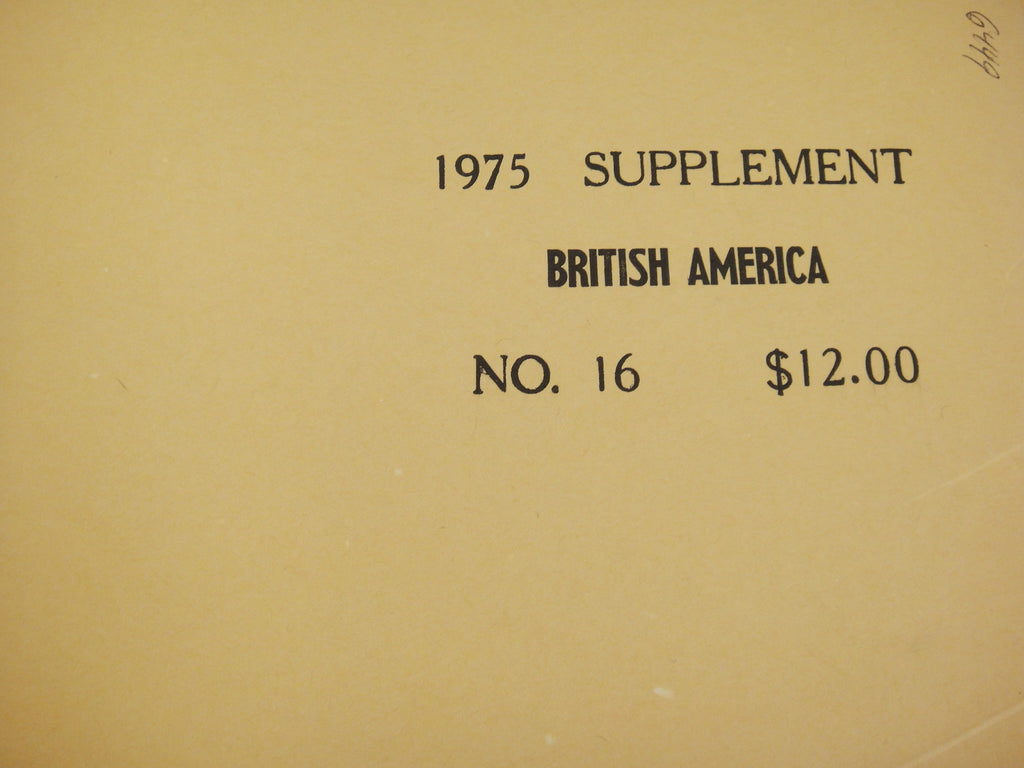 1975 SUPPLEMENT
BRITISH AMERICA
NO. 16 $12.00